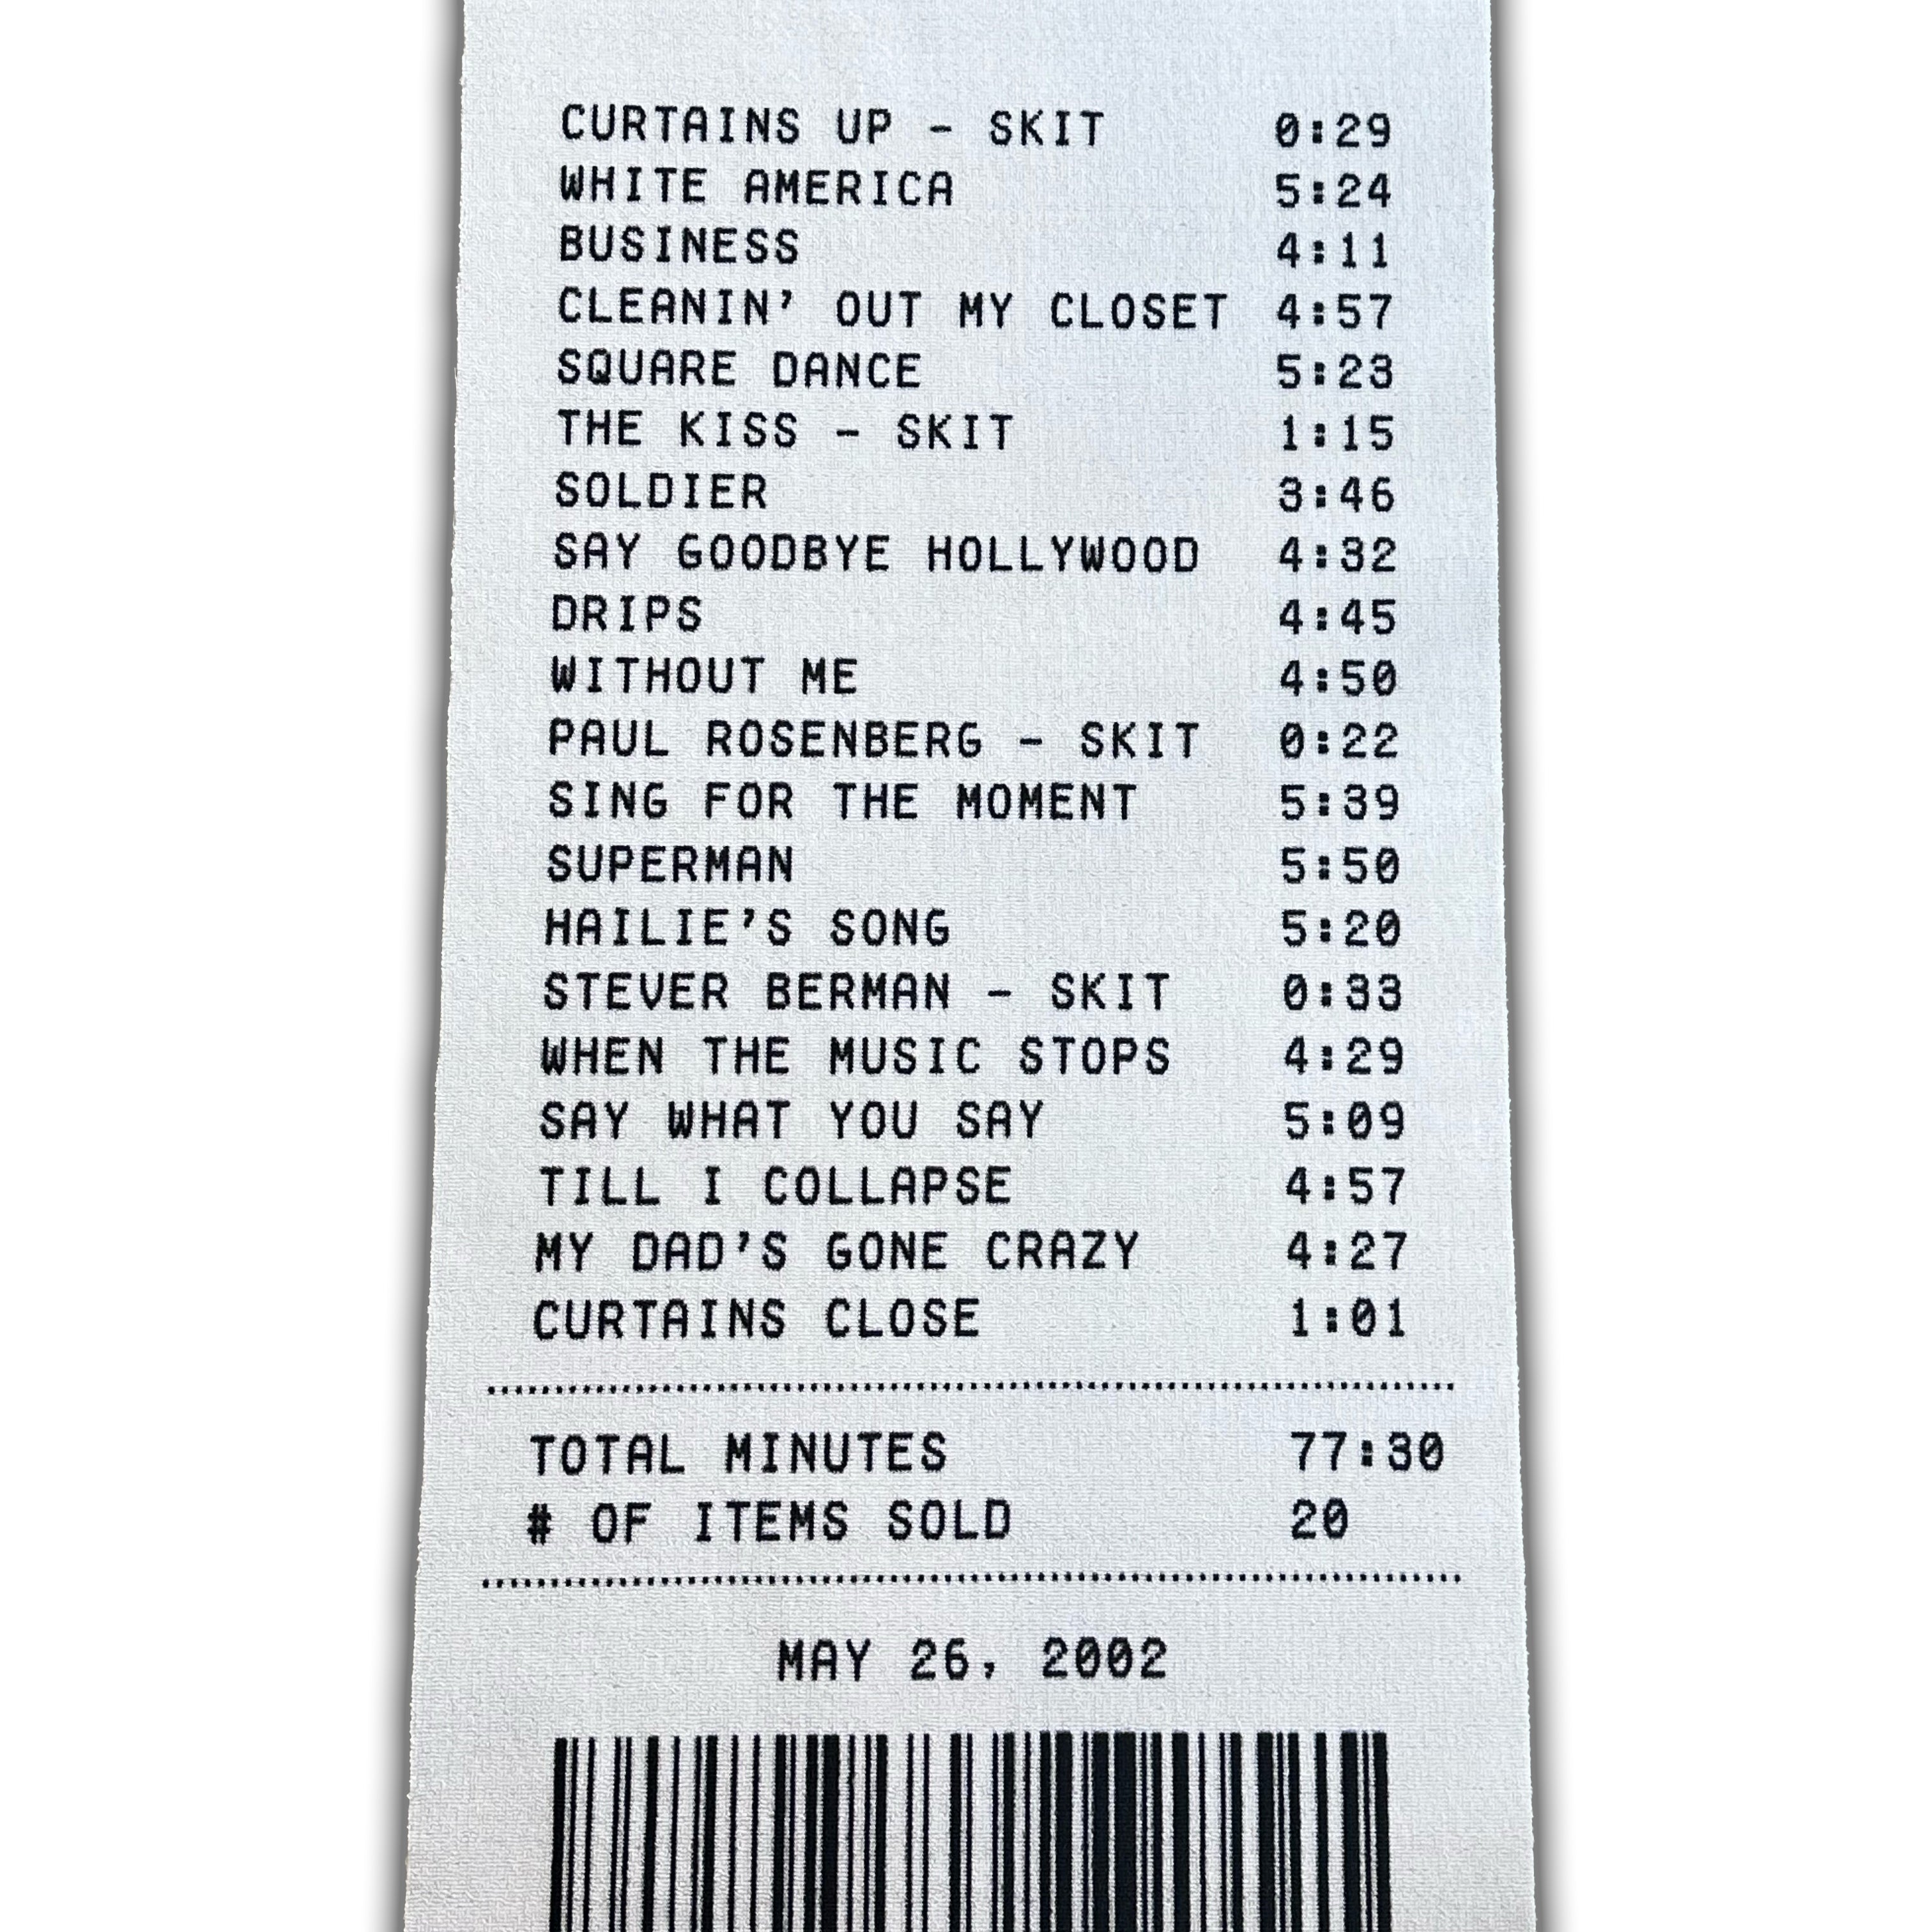 CURTAINS UP - SKIT 0:29
WHITE AMERICA 5:24
BUSINESS 4:11
CLEANIN' OUT MY CLOSET 4:57
SQUARE DANCE 5:23
THE KISS - SKIT 1:15
SOLDIER 3:46
SAY GOODBYE HOLLYWOOD 4:32
DRIPS 4:45
WITHOUT ME 4:50
PAUL ROSENBERG - SKIT 0:22
SING FOR THE MOMENT 5:39
SUPERMAN 5:50
HAILIE'S SONG 5:20
STEVER BERMAN - SKIT 0:33
WHEN THE MUSIC STOPS 4:29
SAY WHAT YOU SAY 5:09
TILL I COLLAPSE 4:57
MY DAD'S GONE CRAZY 4:27
CURTAINS CLOSE 1:01
TOTAL MINUTES 77:30
# OF ITEMS SOLD 20
MAY 26, 2002